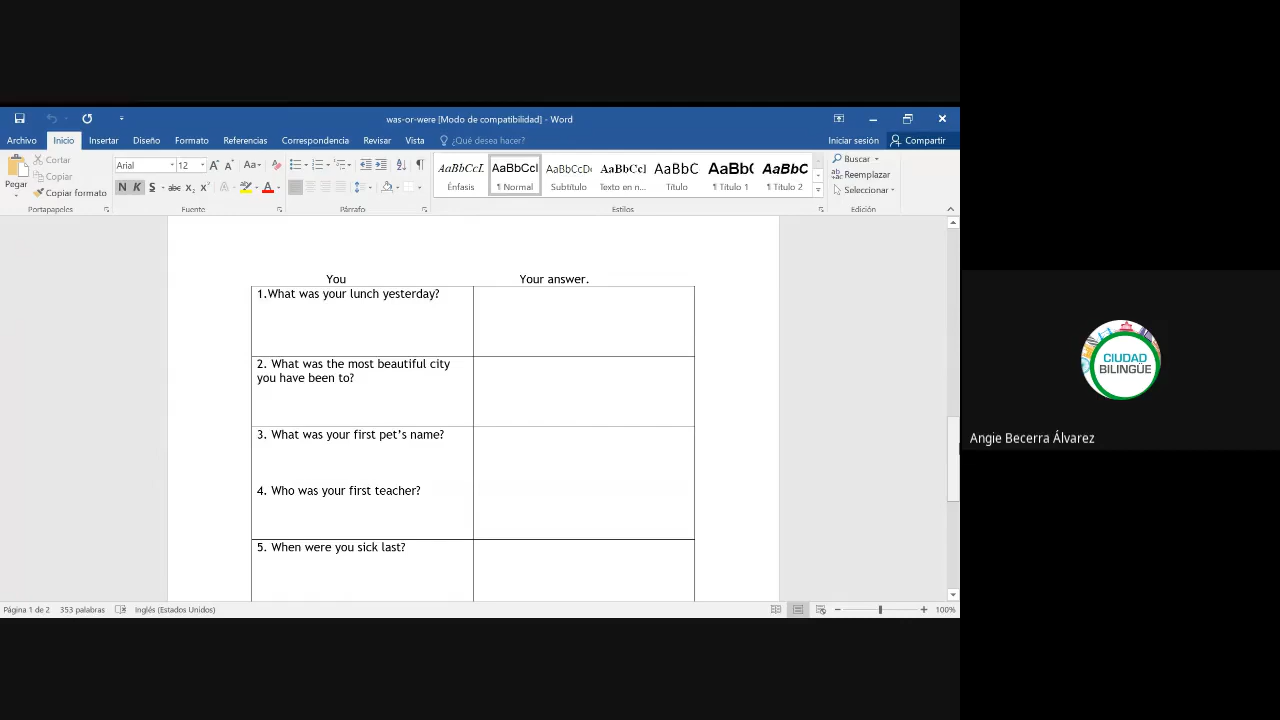 was-or-were [Modo de compatibilidad] - Word
Archivo Inicio Insertar Diseño Formato Referencias Correspondencia Revisar Vista ¿Qué desea hacer? Iniciar sesión Compartir
Pegar
Cortar
Copiar
Copiar formato
Portapapeles
Arial 12 A A Aa
N K S abc x₂ x² A A
Fuente
Párrafo
AaBbCcL AaBbCcI AaBbCcD AaBbCcI AaBbC AaBbC AaBbC
Énfasis ¶ Normal Subtítulo Texto en n... Título ¶ Título 1 ¶ Título 2
Estilos
Buscar
Reemplazar
Seleccionar
Edición
You Your answer.
1.What was your lunch yesterday?
2. What was the most beautiful city
you have been to?
3. What was your first pet’s name?
4. Who was your first teacher?
5. When were you sick last?
Página 1 de 2 353 palabras Inglés (Estados Unidos) 100%
CIUDAD
BILINGÜE
Angie Becerra Álvarez